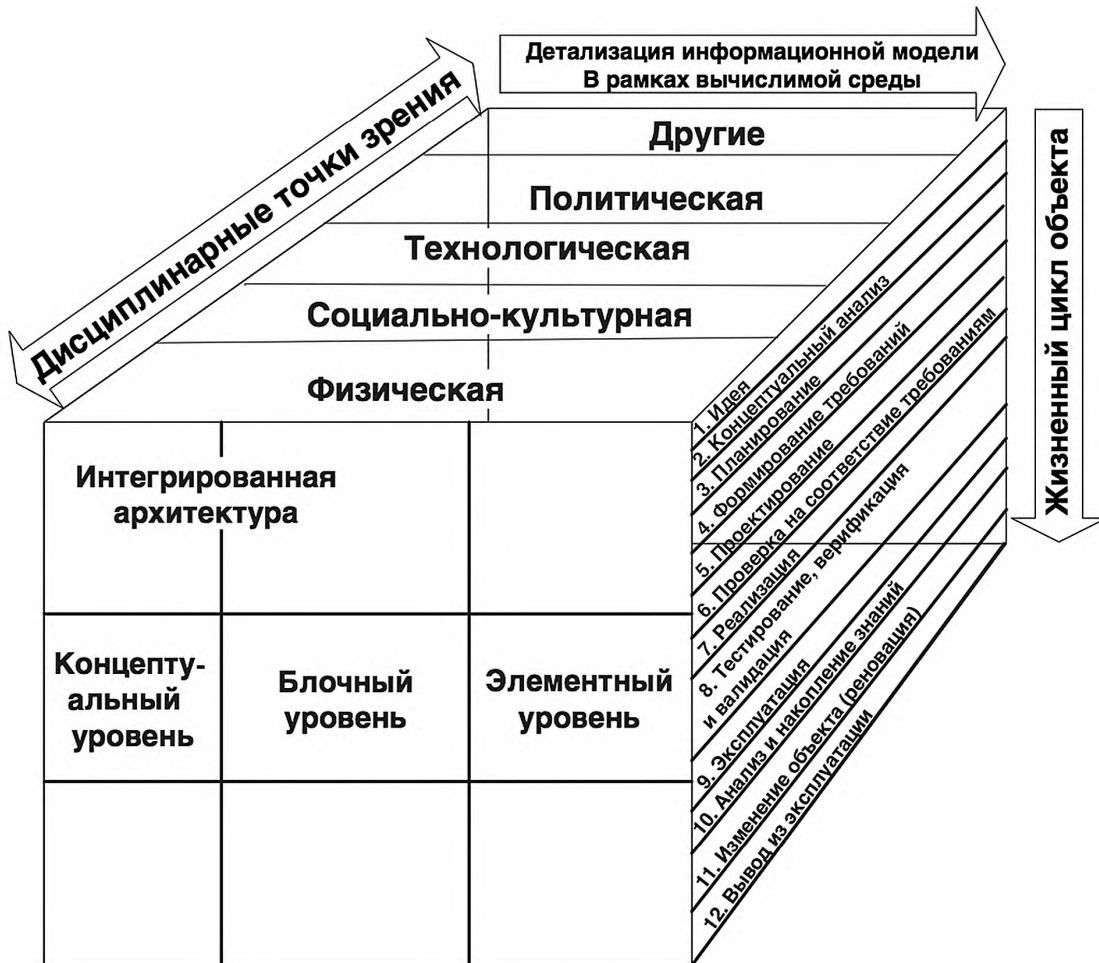 Детализация информационной модели
В рамках вычислимой среды
Дисциплинарные точки зрения
Жизненный цикл объекта
Другие
Политическая
Технологическая
Социально-культурная
Физическая
Интегрированная
архитектура
Концепту-
альный
уровень
Блочный
уровень
Элементный
уровень
1. Идея
2. Концептуальный анализ
3. Планирование
4. Формирование требований
5. Проектирование
6. Проверка на соответствие требованиям
7. Реализация
8. Тестирование, верификация
и валидация
9. Эксплуатация
10. Анализ и накопление знаний
11. Изменение объекта (реновация)
12. Вывод из эксплуатации